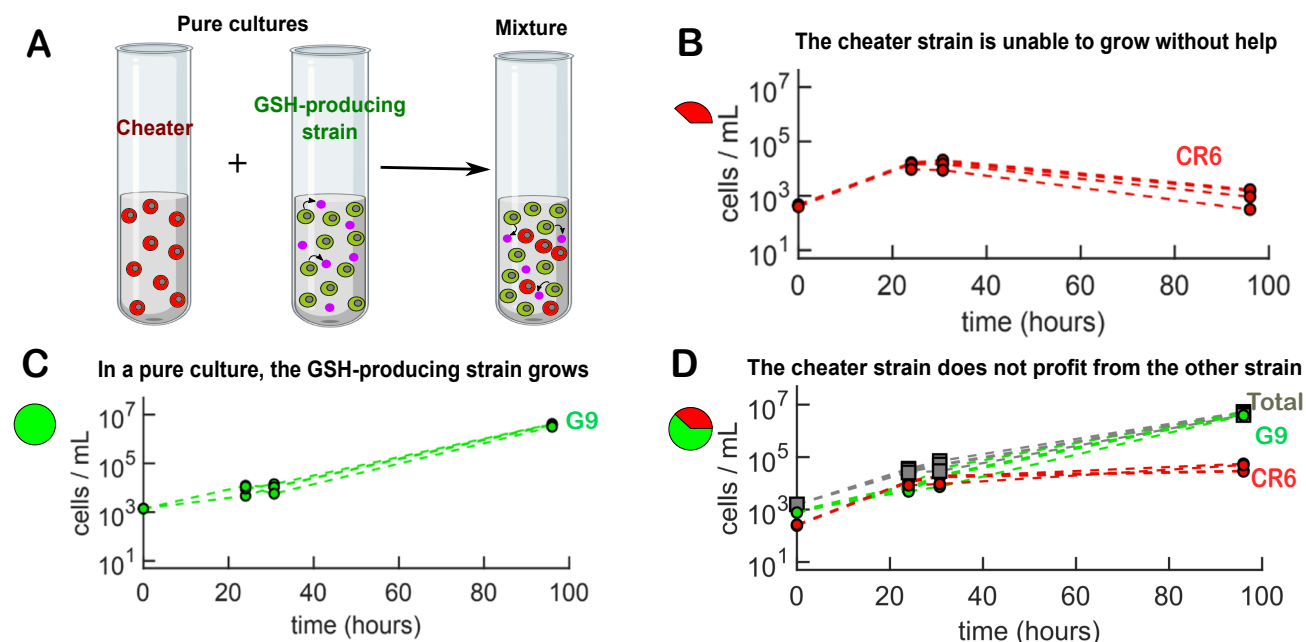 A
Pure cultures
Mixture
Cheater
+
GSH-producing
strain
B
The cheater strain is unable to grow without help
cells / mL
10^7
10^5
10^3
10^1
CR6
0
20
40
60
80
100
time (hours)
C
In a pure culture, the GSH-producing strain grows
cells / mL
10^7
10^5
10^3
10^1
G9
0
20
40
60
80
100
time (hours)
D
The cheater strain does not profit from the other strain
cells / mL
10^7
10^5
10^3
10^1
Total
G9
CR6
0
20
40
60
80
100
time (hours)